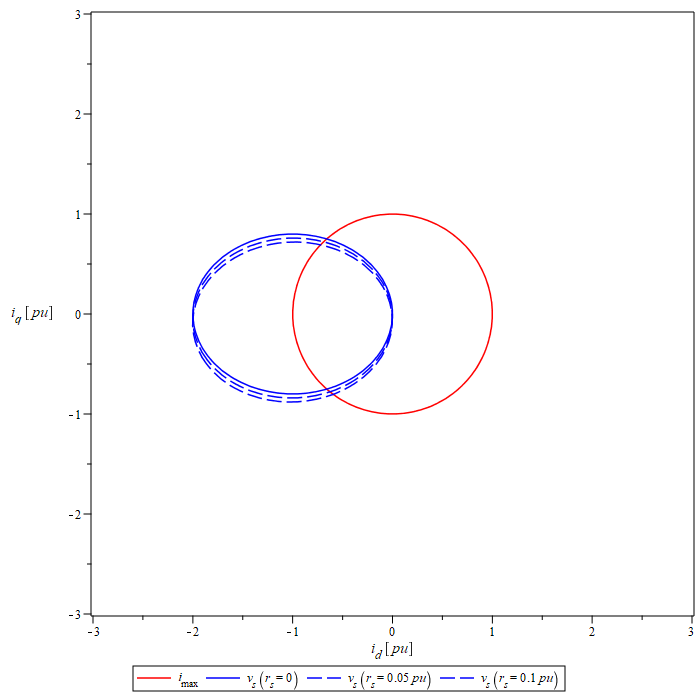 3
2
1
i_q [pu]
0
-1
-2
-3
-3 -2 -1 0 1 2 3
i_d [pu]
i_max v_s (r_s = 0) v_s (r_s = 0.05 pu) v_s (r_s = 0.1 pu)